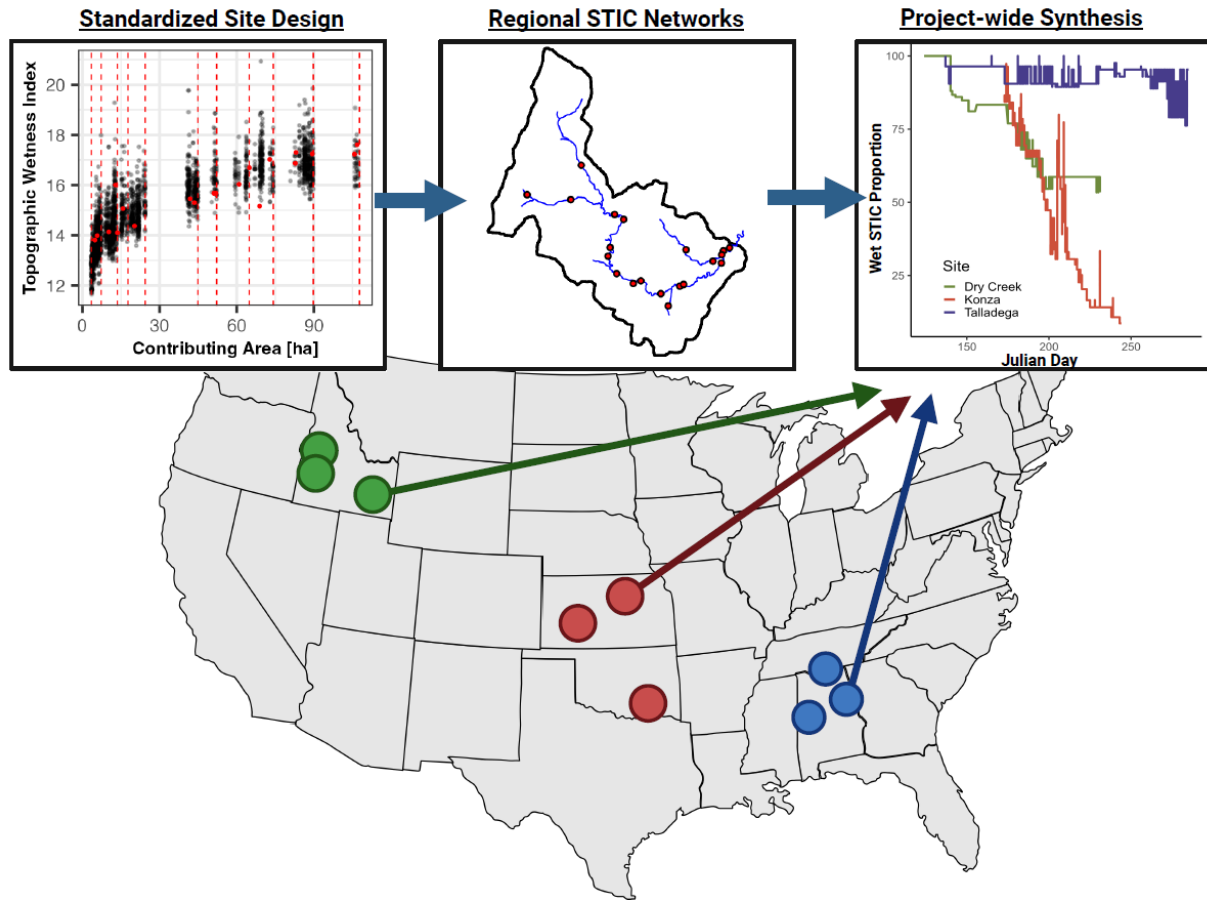 Standardized Site Design
Regional STIC Networks
Project-wide Synthesis
Topographic Wetness Index
20
18
16
14
12
0
30
60
90
Contributing Area [ha]
Wet STIC Proportion
100
75
50
25
Site
Dry Creek
Konza
Talladega
150
200
250
Julian Day